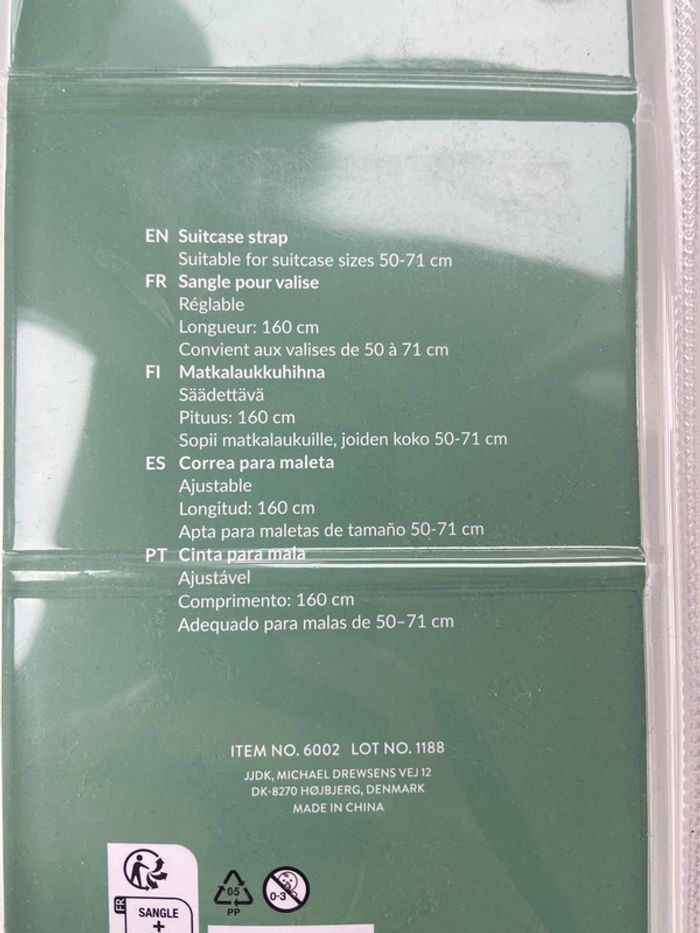 EN Suitcase strap
Suitable for suitcase sizes 50-71 cm
FR Sangle pour valise
Réglable
Longueur: 160 cm
Convient aux valises de 50 à 71 cm
FI Matkalaukkuhihna
Säädettävä
Pituus: 160 cm
Sopii matkalaukuille, joiden koko 50-71 cm
ES Correa para maleta
Ajustable
Longitud: 160 cm
Apta para maletas de tamaño 50-71 cm
PT Cinta para mala
Ajustável
Comprimento: 160 cm
Adequado para malas de 50–71 cm
ITEM NO. 6002 LOT NO. 1188
JJDK, MICHAEL DREWSENS VEJ 12
DK-8270 HØJBJERG, DENMARK
MADE IN CHINA
FR
SANGLE
+
05
PP
0-3